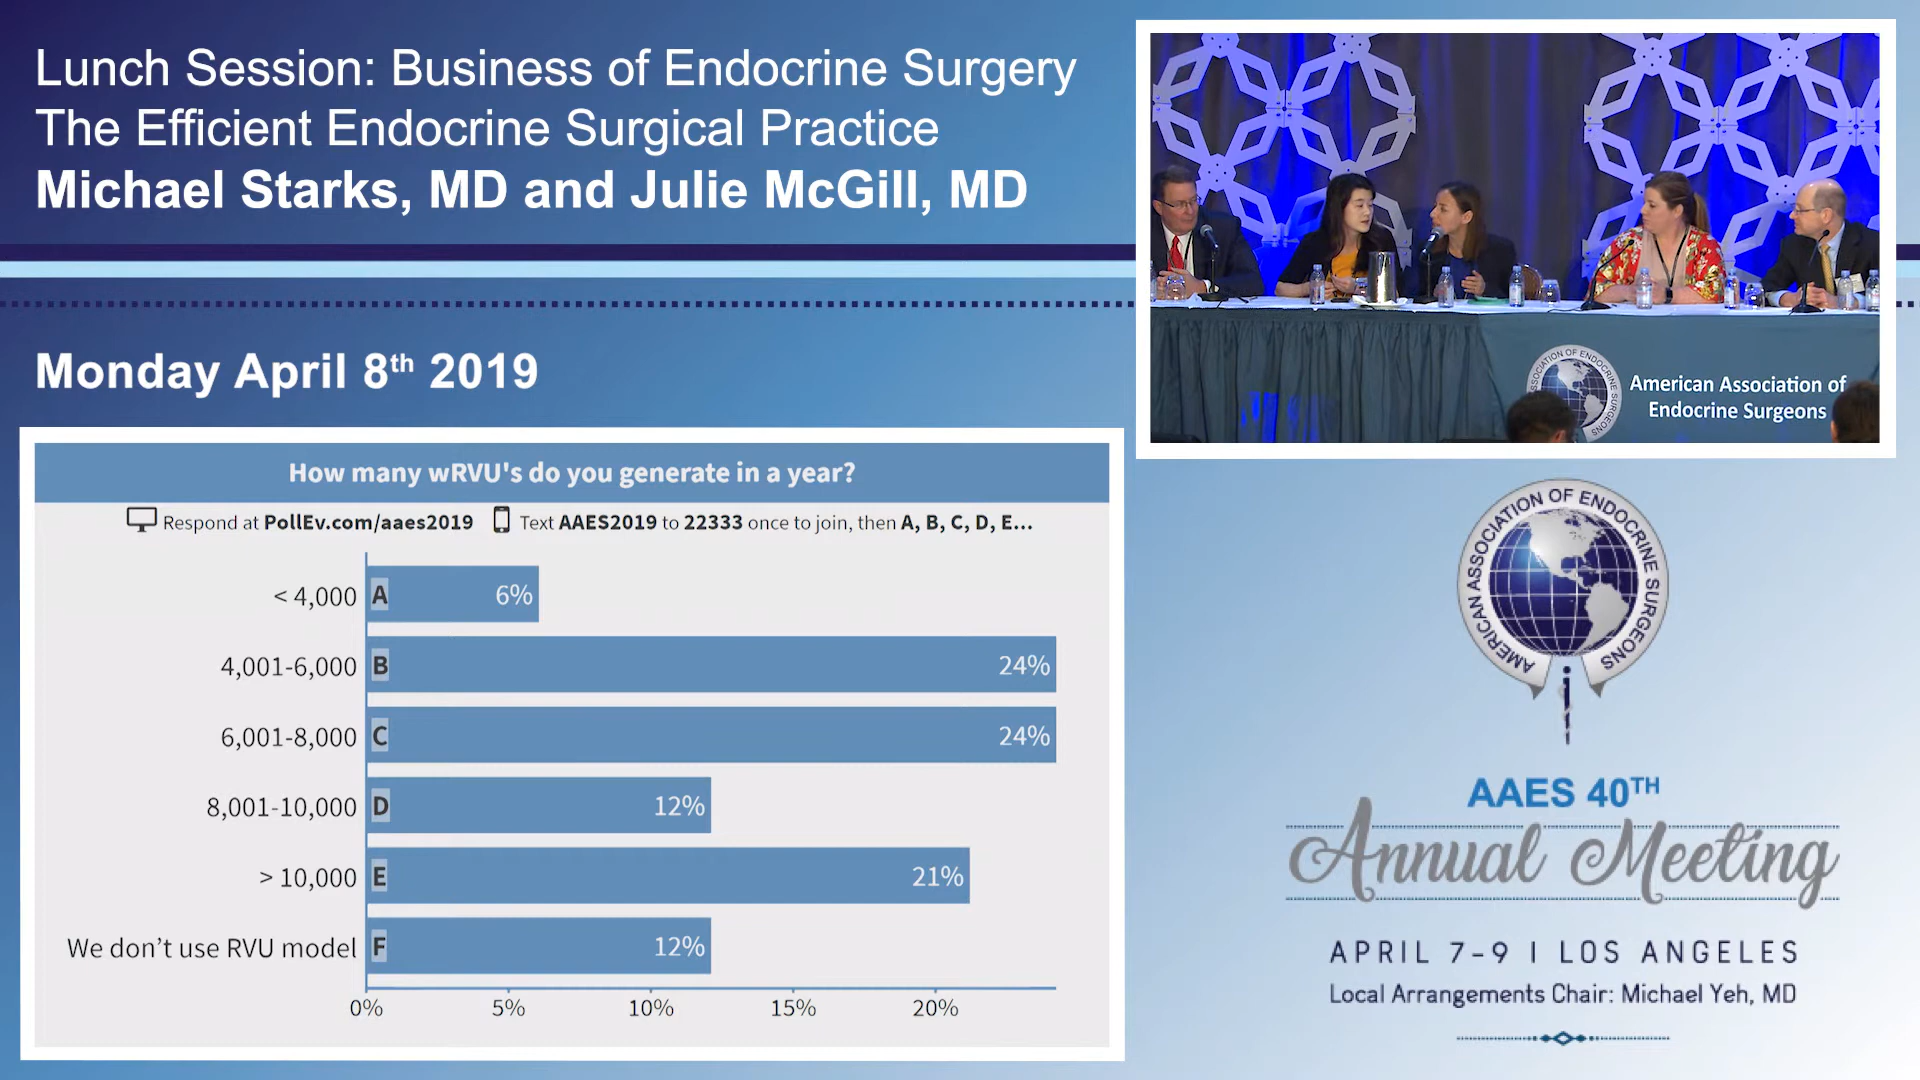 Lunch Session: Business of Endocrine Surgery
The Efficient Endocrine Surgical Practice
Michael Starks, MD and Julie McGill, MD
Monday April 8th 2019
How many wRVU's do you generate in a year?
Respond at PollEv.com/aaes2019 Text AAES2019 to 22333 once to join, then A, B, C, D, E...
< 4,000 A 6%
4,001-6,000 B 24%
6,001-8,000 C 24%
8,001-10,000 D 12%
> 10,000 E 21%
We don’t use RVU model F 12%
0% 5% 10% 15% 20%
ASSOCIATION OF ENDOCRINE SURGEONS
American Association of
Endocrine Surgeons
AMERICAN ASSOCIATION OF ENDOCRINE SURGEONS
AAES 40TH
Annual Meeting
APRIL 7-9 | LOS ANGELES
Local Arrangements Chair: Michael Yeh, MD